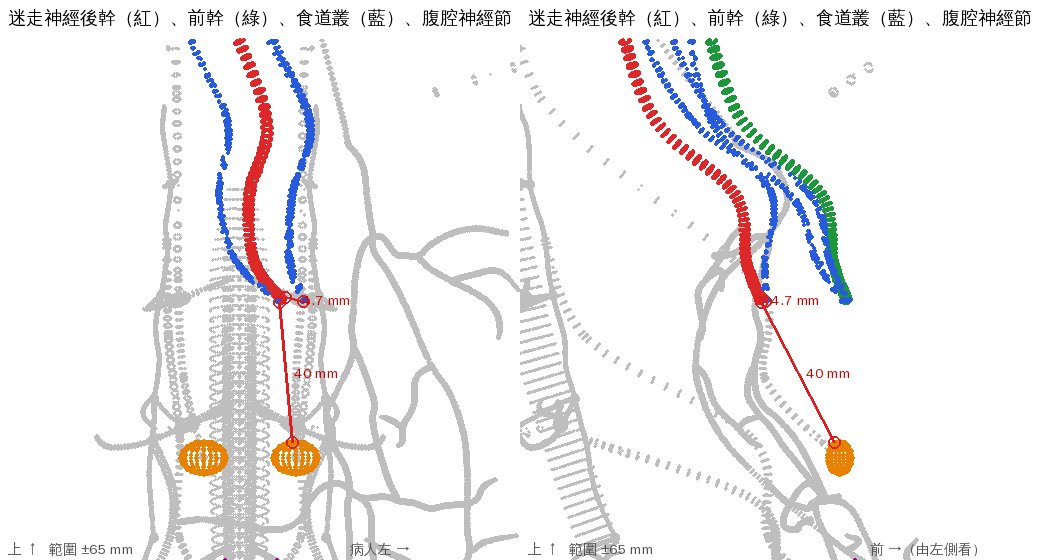 迷走神經後幹（紅）、前幹（綠）、食道叢（藍）、腹腔神經節
迷走神經後幹（紅）、前幹（綠）、食道叢（藍）、腹腔神經節
4.7 mm
4.7 mm
40 mm
40 mm
上 ↑ 範圍 ±65 mm
病人左 →
上 ↑ 範圍 ±65 mm
前 →（由左側看）